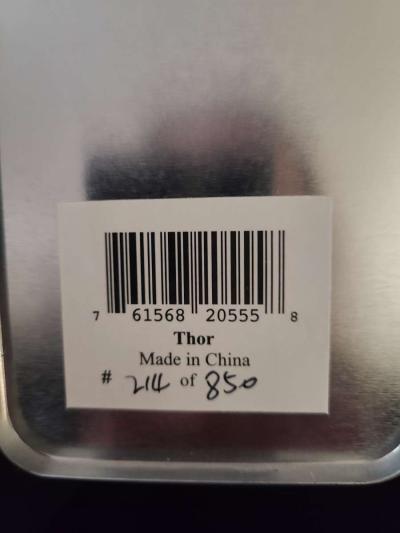 7 61568 20555 8
Thor
Made in China
# 214 of 850